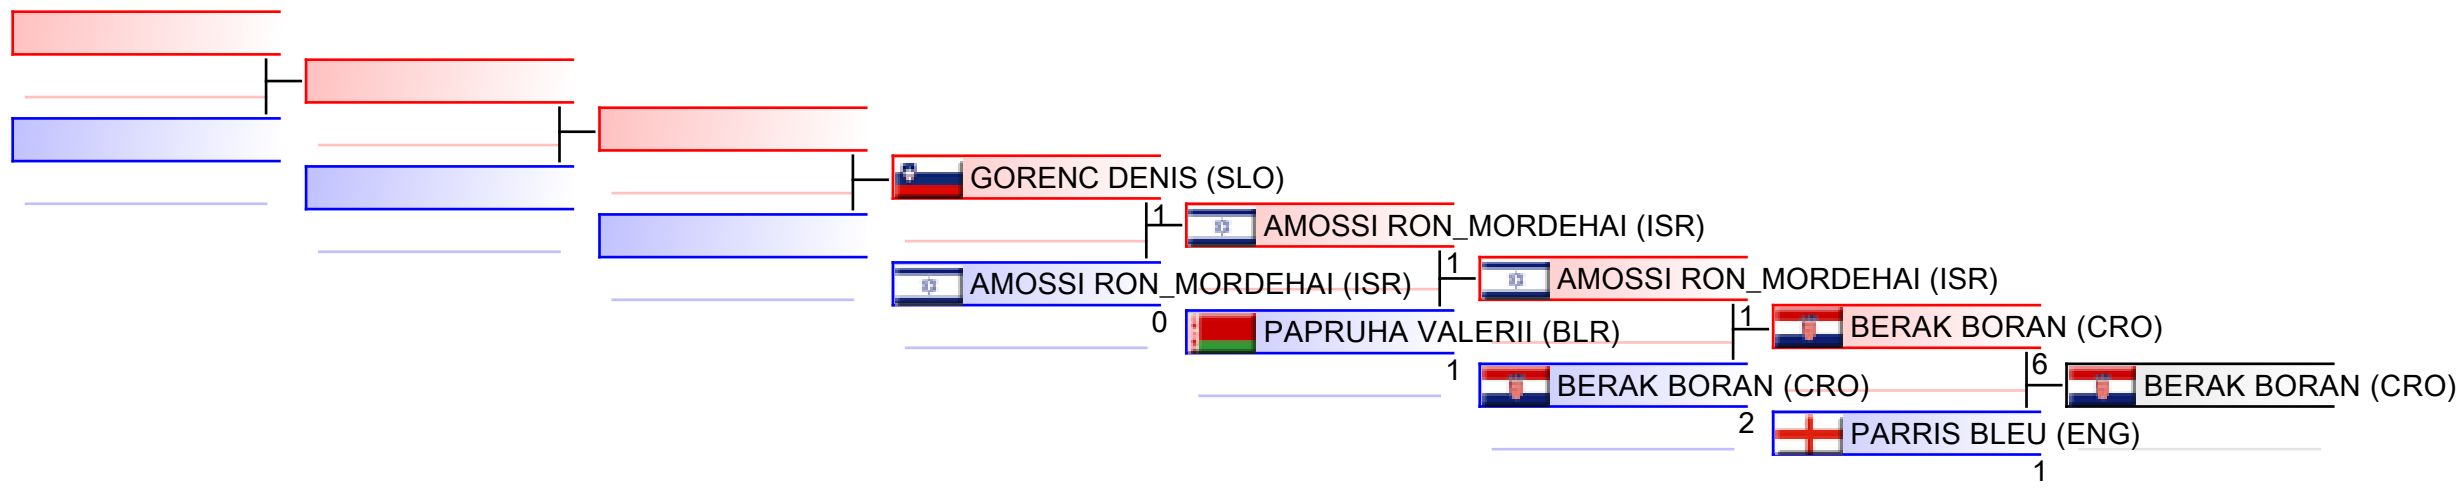 GORENC DENIS (SLO)
1
AMOSSI RON_MORDEHAI (ISR)
AMOSSI RON_MORDEHAI (ISR)
0
1
PAPRUHA VALERII (BLR)
1
AMOSSI RON_MORDEHAI (ISR)
1
BERAK BORAN (CRO)
2
BERAK BORAN (CRO)
6
PARRIS BLEU (ENG)
1
BERAK BORAN (CRO)